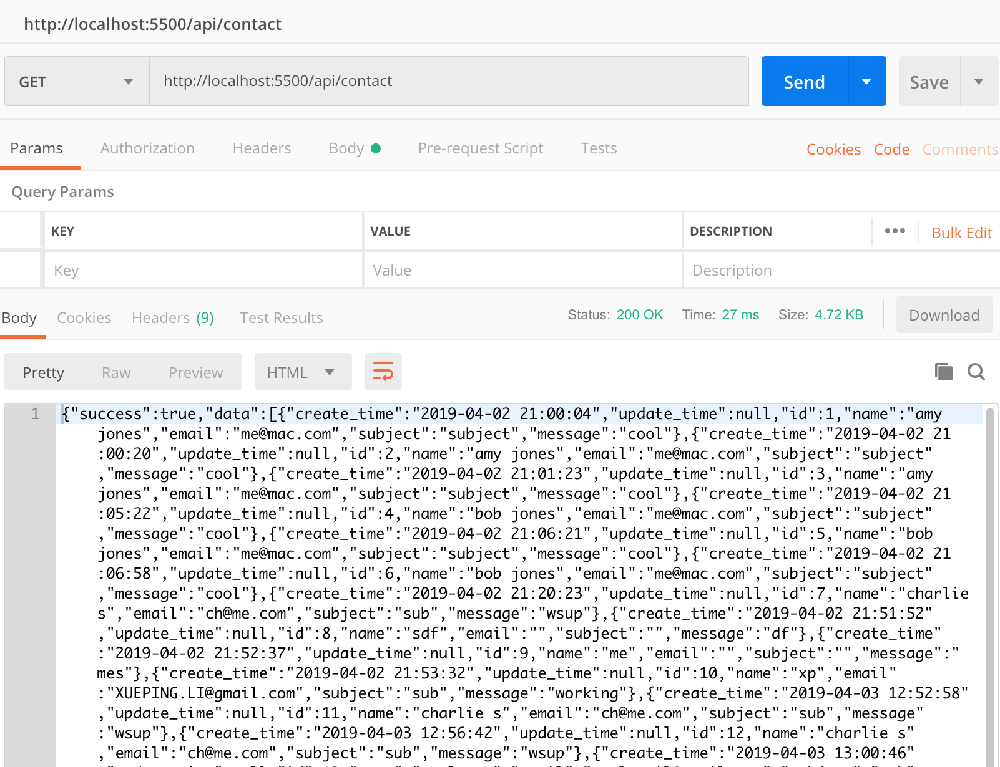 http://localhost:5500/api/contact
GET http://localhost:5500/api/contact Send Save
Params Authorization Headers Body Pre-request Script Tests Cookies Code Comments
Query Params
KEY VALUE DESCRIPTION ••• Bulk Edit
Key Value Description
Body Cookies Headers (9) Test Results Status: 200 OK Time: 27 ms Size: 4.72 KB Download
Pretty Raw Preview HTML
1 {"success":true,"data":[{"create_time":"2019-04-02 21:00:04","update_time":null,"id":1,"name":"amy
jones","email":"me@mac.com","subject":"subject","message":"cool"},{"create_time":"2019-04-02 21
:00:20","update_time":null,"id":2,"name":"amy jones","email":"me@mac.com","subject":"subject"
,"message":"cool"},{"create_time":"2019-04-02 21:01:23","update_time":null,"id":3,"name":"amy
jones","email":"me@mac.com","subject":"subject","message":"cool"},{"create_time":"2019-04-02 21
:05:22","update_time":null,"id":4,"name":"bob jones","email":"me@mac.com","subject":"subject"
,"message":"cool"},{"create_time":"2019-04-02 21:06:21","update_time":null,"id":5,"name":"bob
jones","email":"me@mac.com","subject":"subject","message":"cool"},{"create_time":"2019-04-02 21
:06:58","update_time":null,"id":6,"name":"bob jones","email":"me@mac.com","subject":"subject"
,"message":"cool"},{"create_time":"2019-04-02 21:20:23","update_time":null,"id":7,"name":"charlie
s","email":"ch@me.com","subject":"sub","message":"wsup"},{"create_time":"2019-04-02 21:51:52"
,"update_time":null,"id":8,"name":"sdf","email":"","subject":"","message":"df"},{"create_time"
:"2019-04-02 21:52:37","update_time":null,"id":9,"name":"me","email":"","subject":"","message":"
mes"},{"create_time":"2019-04-02 21:53:32","update_time":null,"id":10,"name":"xp","email"
:"XUEPING.LI@gmail.com","subject":"sub","message":"working"},{"create_time":"2019-04-03 12:52:58"
,"update_time":null,"id":11,"name":"charlie s","email":"ch@me.com","subject":"sub","message"
:"wsup"},{"create_time":"2019-04-03 12:56:42","update_time":null,"id":12,"name":"charlie s"
,"email":"ch@me.com","subject":"sub","message":"wsup"},{"create_time":"2019-04-03 13:00:46"